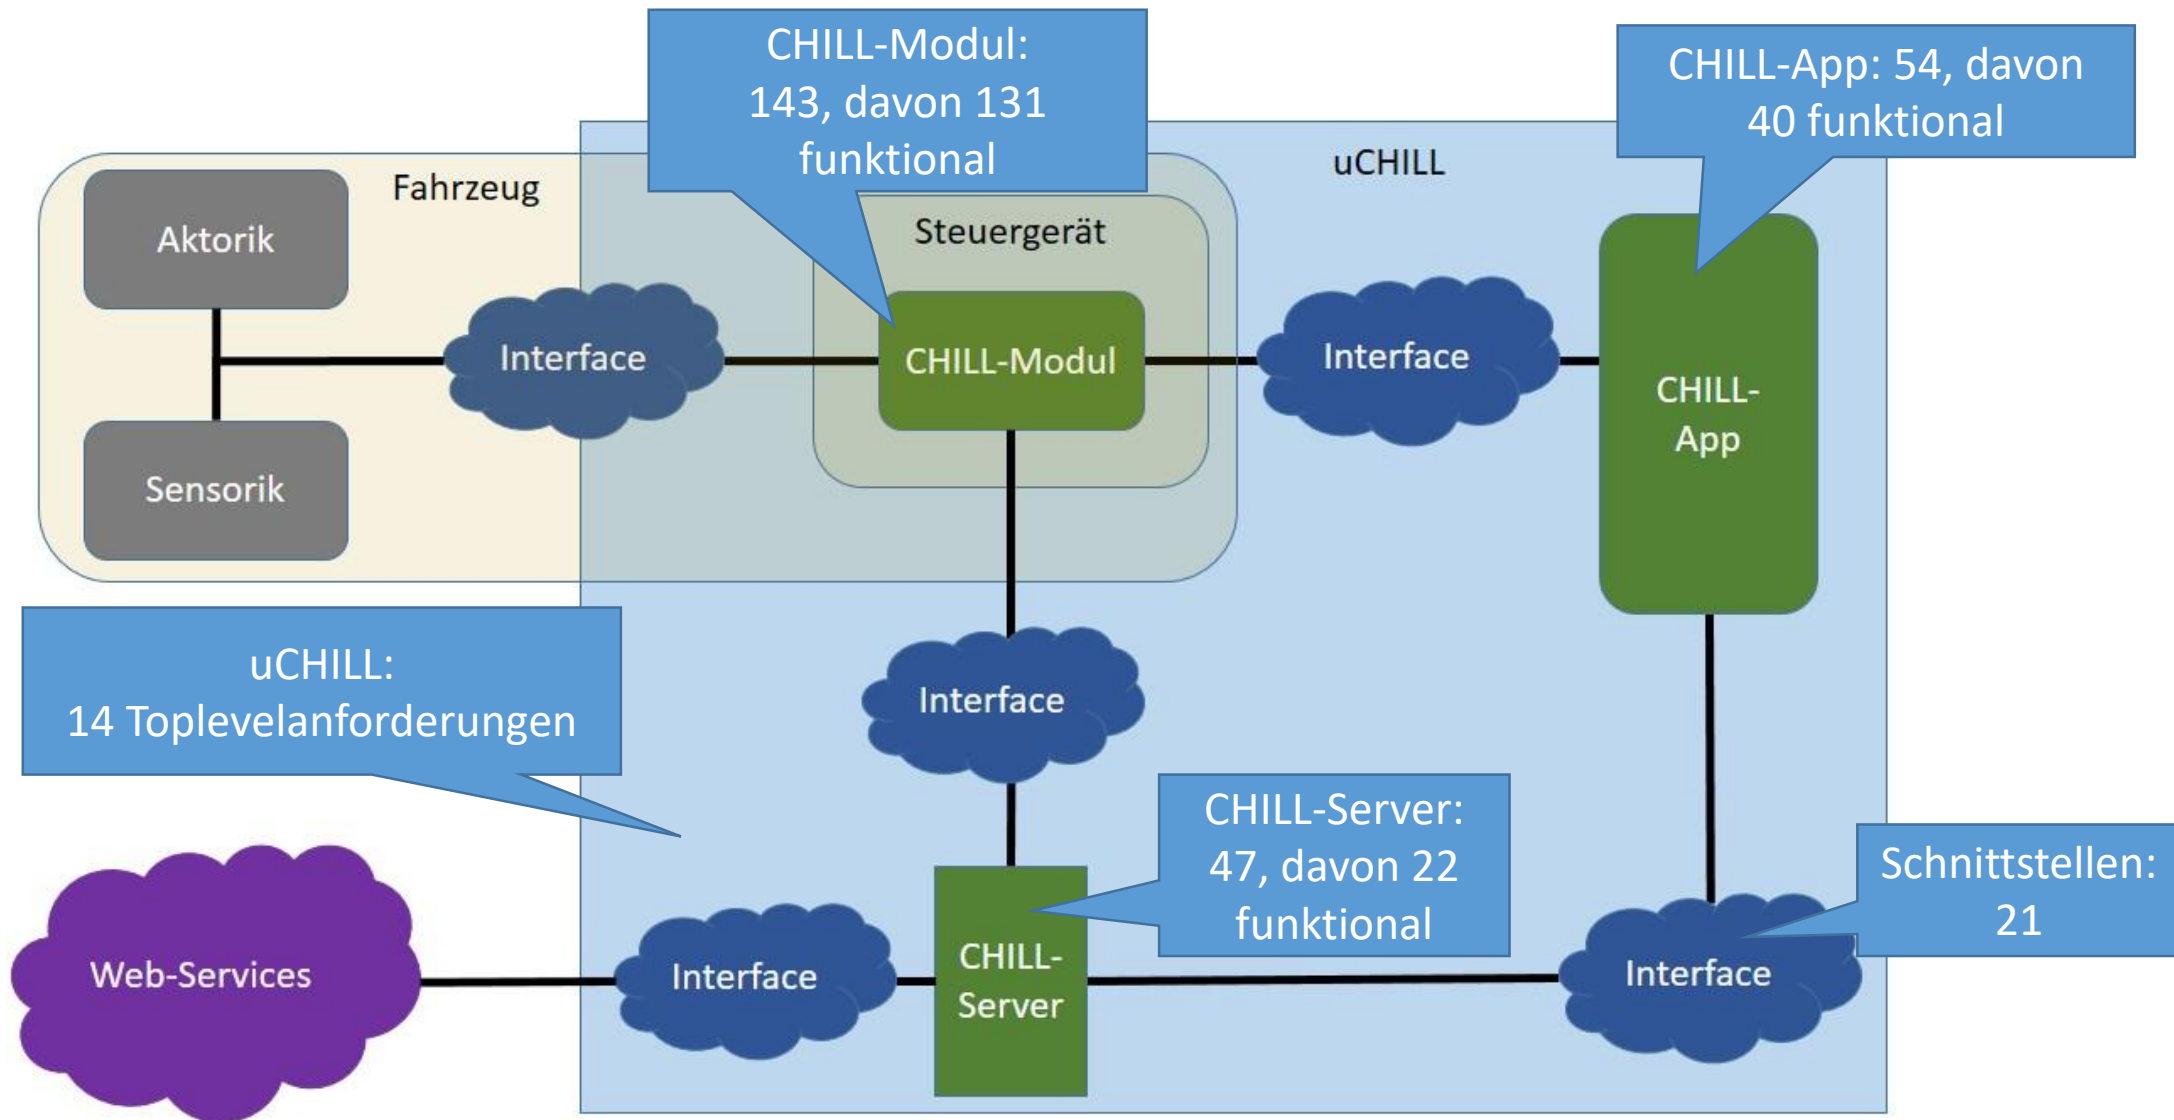 CHILL-Modul:
143, davon 131
funktional
CHILL-App: 54, davon
40 funktional
uCHILL
Fahrzeug
Aktorik
Steuergerät
Interface
CHILL-Modul
Interface
CHILL-
App
Sensorik
uCHILL:
14 Toplevelanforderungen
Interface
CHILL-Server:
47, davon 22
funktional
Schnittstellen:
21
Web-Services
Interface
CHILL-
Server
Interface